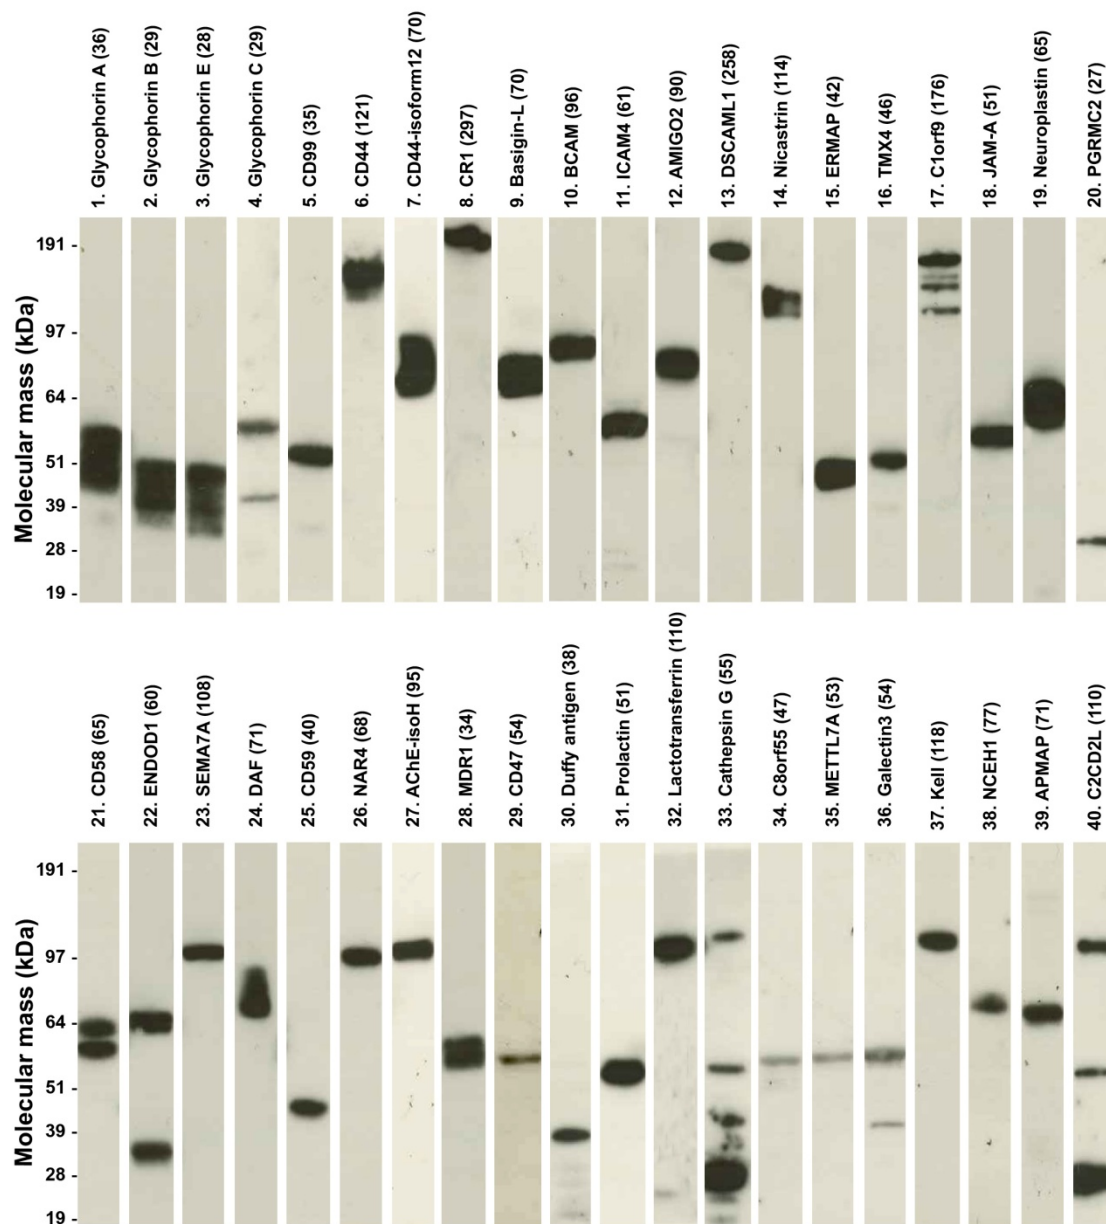 1. Glycophorin A (36)
2. Glycophorin B (29)
3. Glycophorin E (28)
4. Glycophorin C (29)
5. CD99 (35)
6. CD44 (121)
7. CD44-isoform12 (70)
8. CR1 (297)
9. Basigin-L (70)
10. BCAM (96)
11. ICAM4 (61)
12. AMIGO2 (90)
13. DSCAML1 (258)
14. Nicastrin (114)
15. ERMAP (42)
16. TMX4 (46)
17. C1orf9 (176)
18. JAM-A (51)
19. Neuroplastin (65)
20. PGRMC2 (27)
Molecular mass (kDa)
191 -
97 -
64 -
51 -
39 -
28 -
19 -
21. CD58 (65)
22. ENDOD1 (60)
23. SEMA7A (108)
24. DAF (71)
25. CD59 (40)
26. NAR4 (68)
27. AChE-isoH (95)
28. MDR1 (34)
29. CD47 (54)
30. Duffy antigen (38)
31. Prolactin (51)
32. Lactotransferrin (110)
33. Cathepsin G (55)
34. C8orf55 (47)
35. METTL7A (53)
36. Galectin3 (54)
37. Kell (118)
38. NCEH1 (77)
39. APMAP (71)
40. C2CD2L (110)
Molecular mass (kDa)
191 -
97 -
64 -
51 -
39 -
28 -
19 -